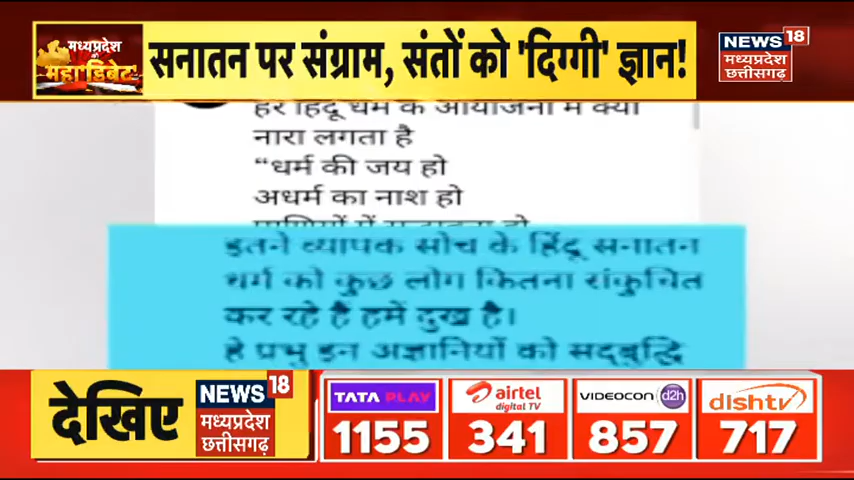 मध्यप्रदेश
महा'डिबेट'
सनातन पर संग्राम, संतों को 'दिग्गी' ज्ञान!
NEWS 18
मध्यप्रदेश
छत्तीसगढ़
हर हिंदू धर्म के आयोजनों में क्या
नारा लगता है
“धर्म की जय हो
अधर्म का नाश हो
इतने व्यापक सोच के हिंदू सनातन
धर्म को कुछ लोग कितना संकुचित
कर रहे हैं हमें दुख है।
हे प्रभु इन अज्ञानियों को सद्बुद्धि
देखिए
NEWS 18
मध्यप्रदेश
छत्तीसगढ़
TATA PLAY
1155
airtel
digital TV
341
VIDEOCON d2h
857
dishtv
717